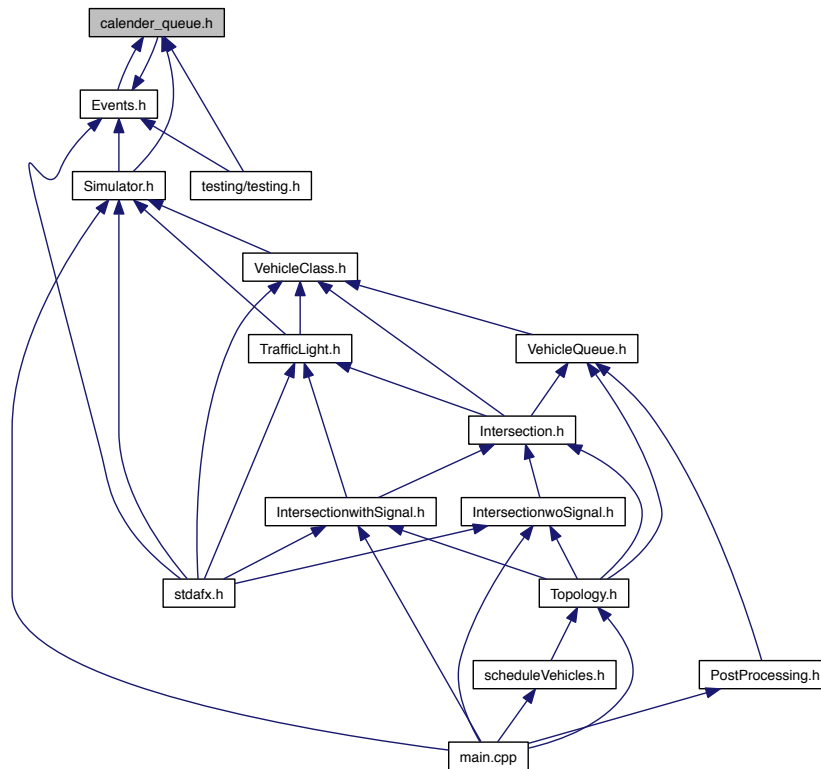 calender_queue.h
Events.h
Simulator.h
testing/testing.h
VehicleClass.h
TrafficLight.h
VehicleQueue.h
Intersection.h
IntersectionwithSignal.h
IntersectionwoSignal.h
stdafx.h
Topology.h
scheduleVehicles.h
PostProcessing.h
main.cpp